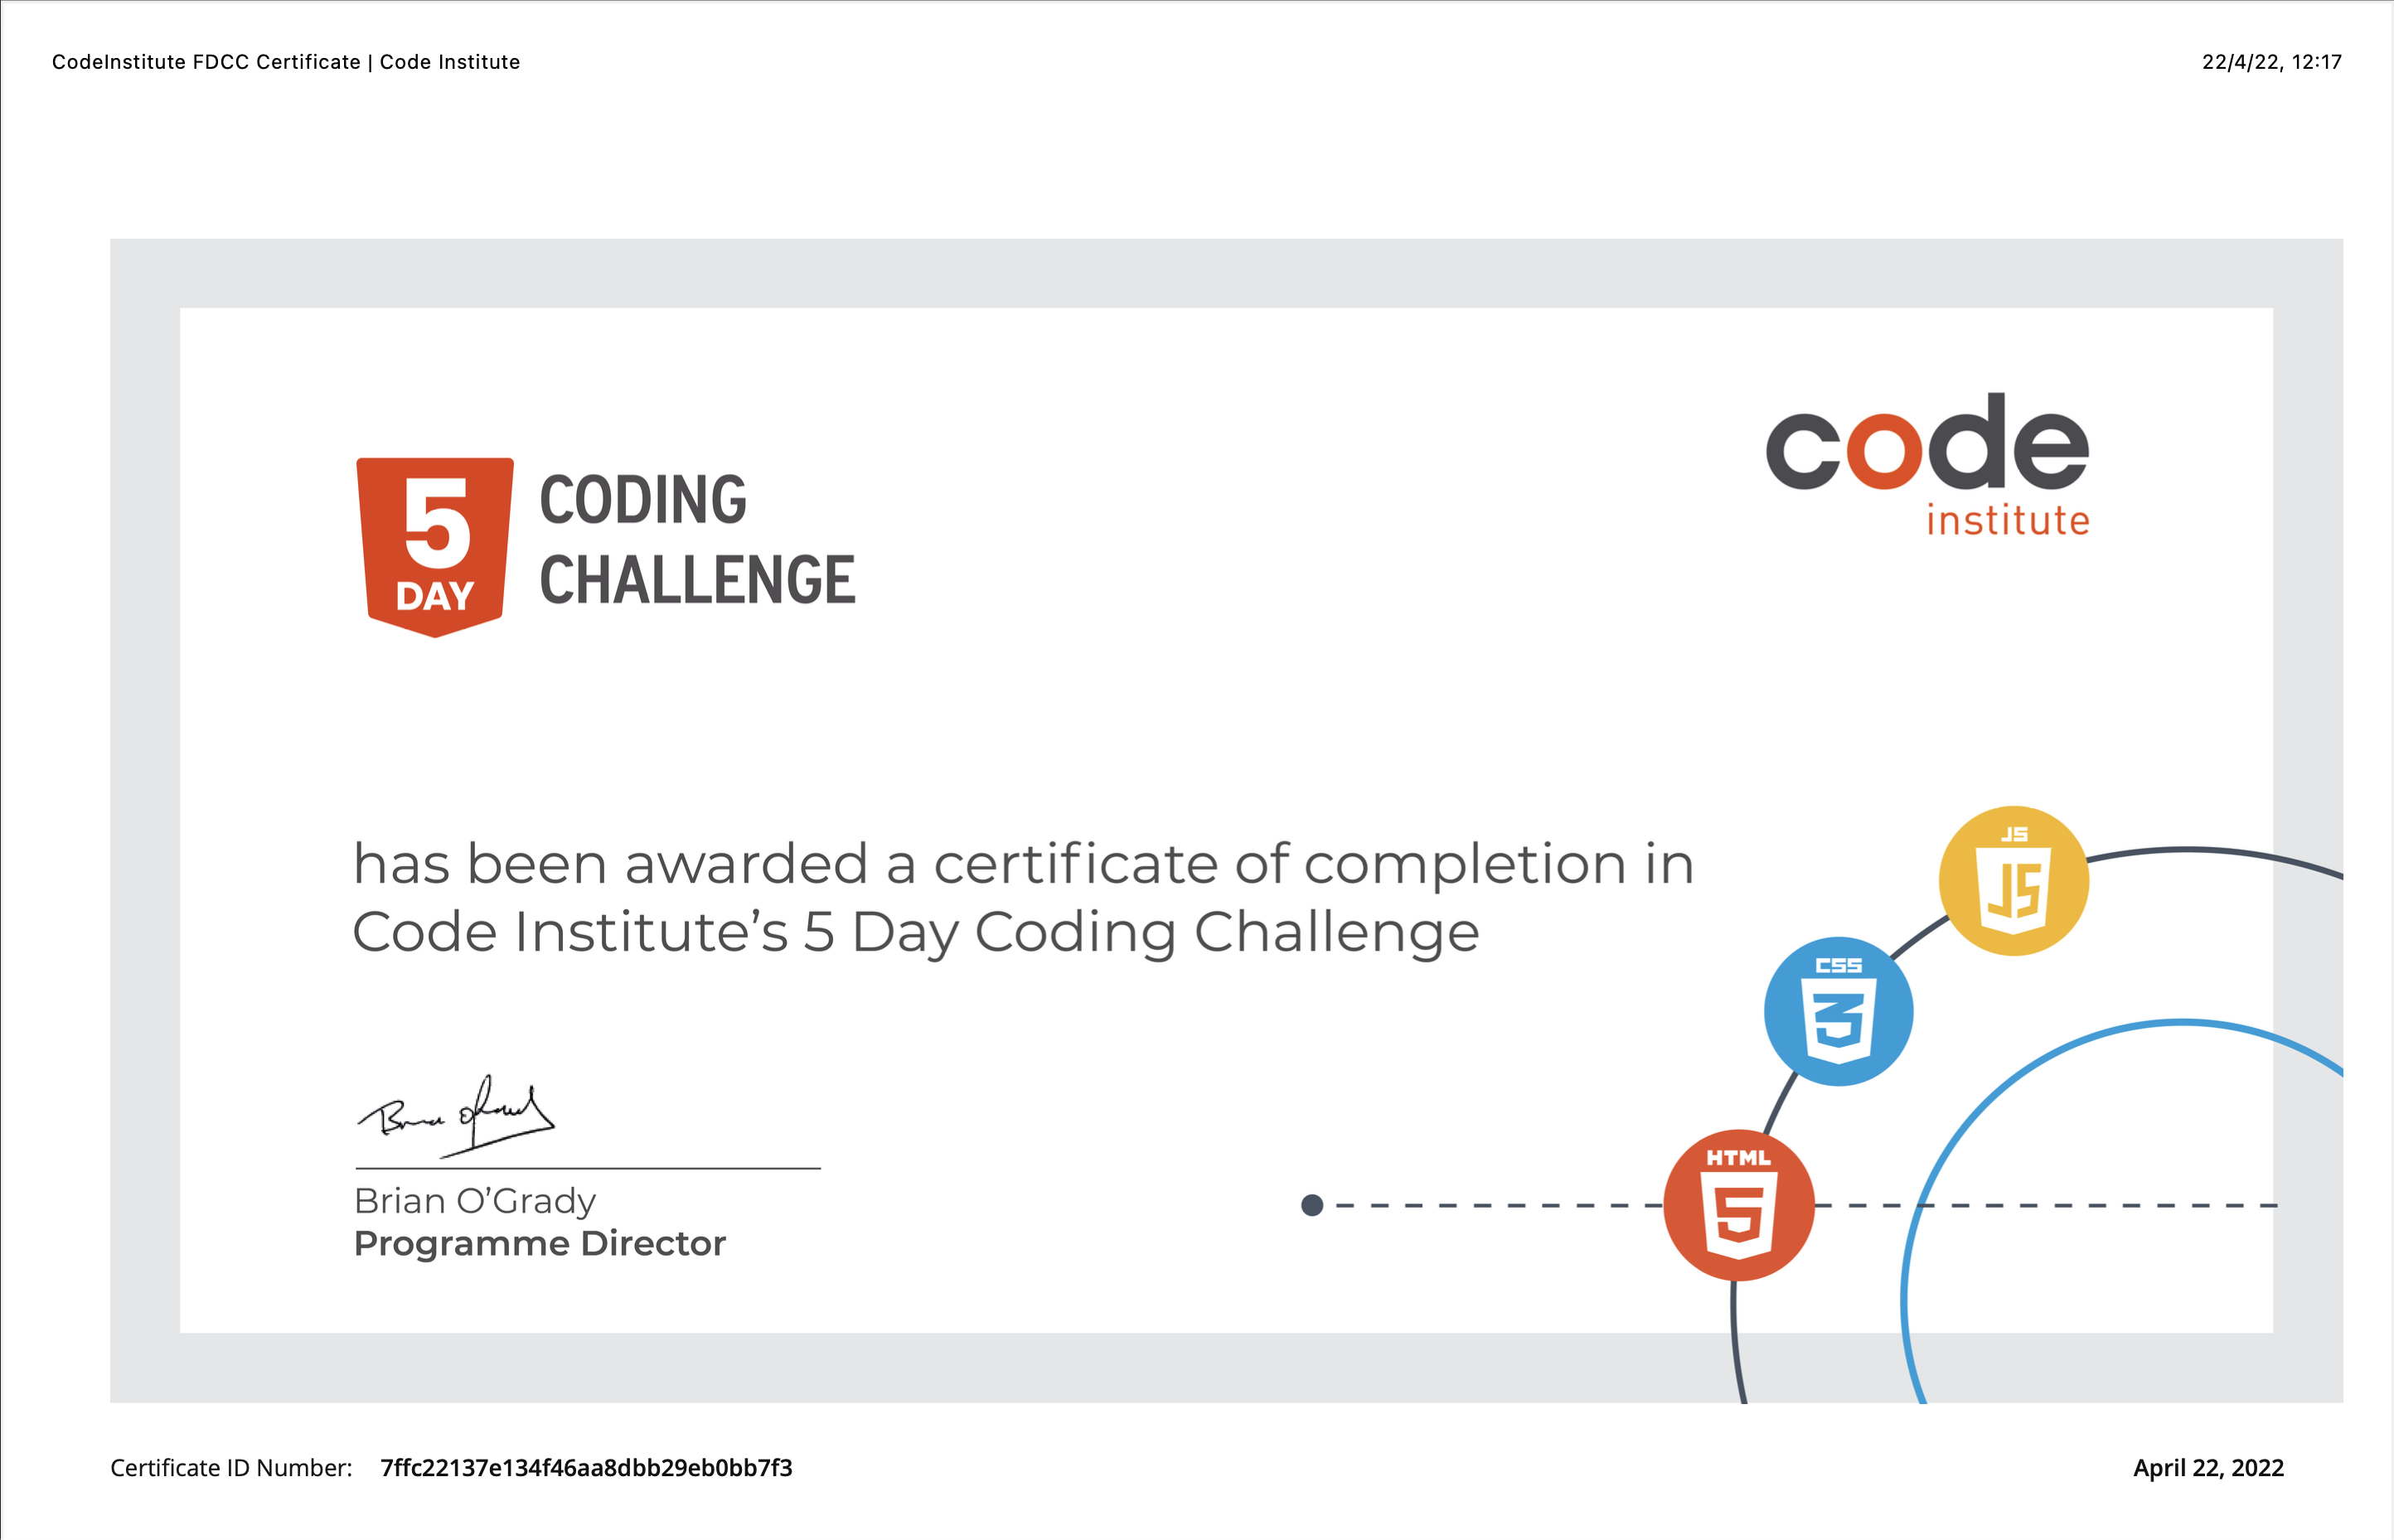 CodeInstitute FDCC Certificate | Code Institute
22/4/22, 12:17
code
institute
5
DAY
CODING
CHALLENGE
has been awarded a certificate of completion in
Code Institute’s 5 Day Coding Challenge
JS
JS
CSS
3
HTML
5
Brian O’Grady
Programme Director
Certificate ID Number: 7ffc22137e134f46aa8dbb29eb0bb7f3
April 22, 2022